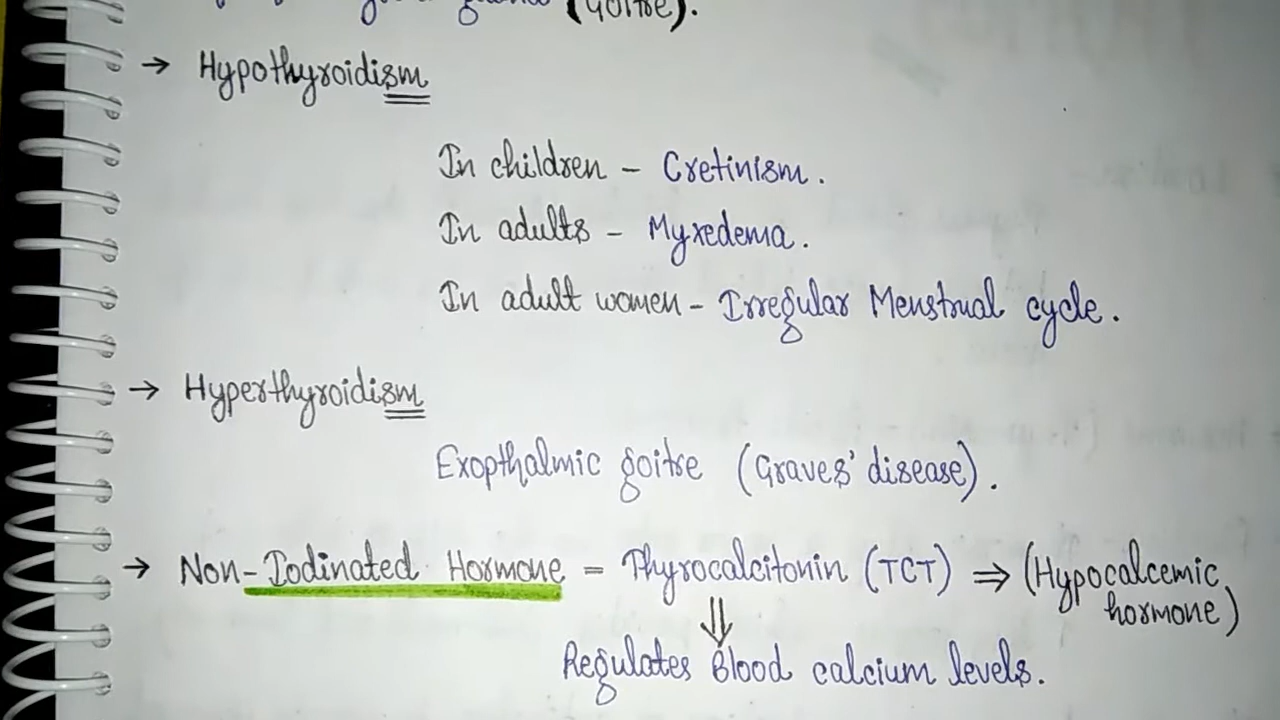 (Goitre).
→ Hypothyroidism
In children - Cretinism.
In adults - Myxedema.
In adult women - Irregular Menstrual cycle.
→ Hyperthyroidism
Exopthalmic goitre (Graves' disease).
→ Non-Iodinated Hormone = Thyrocalcitonin (TCT) ⇒ (Hypocalcemic
hormone)
⇓
Regulates Blood calcium levels.